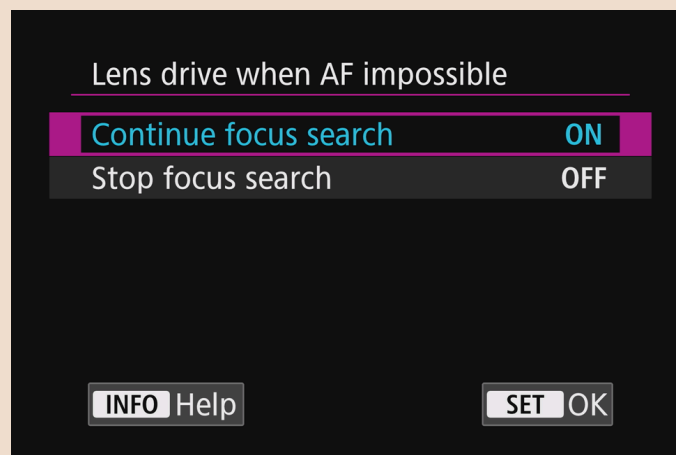 Lens drive when AF impossible
Continue focus search ON
Stop focus search OFF
INFO Help SET OK